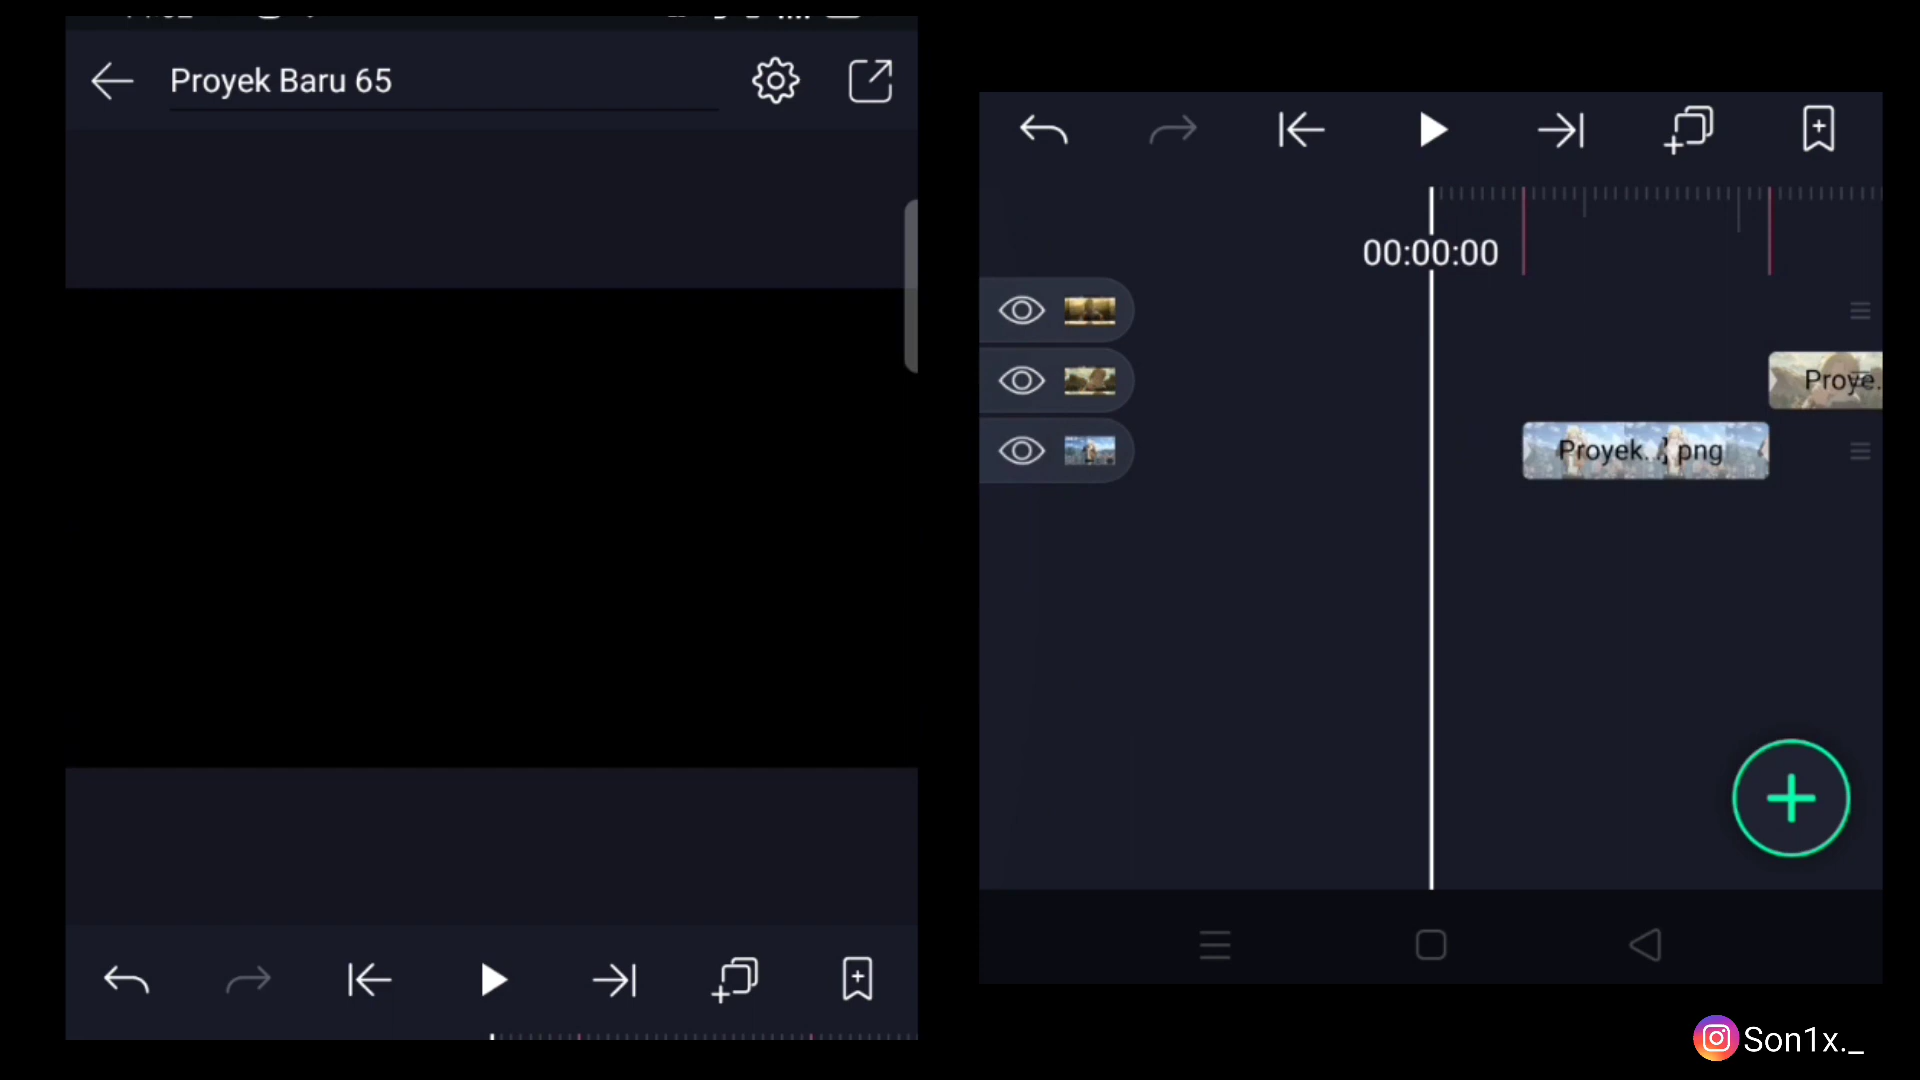 Proyek Baru 65
00:00:00
Proye.
Proyek...] png
Son1x._